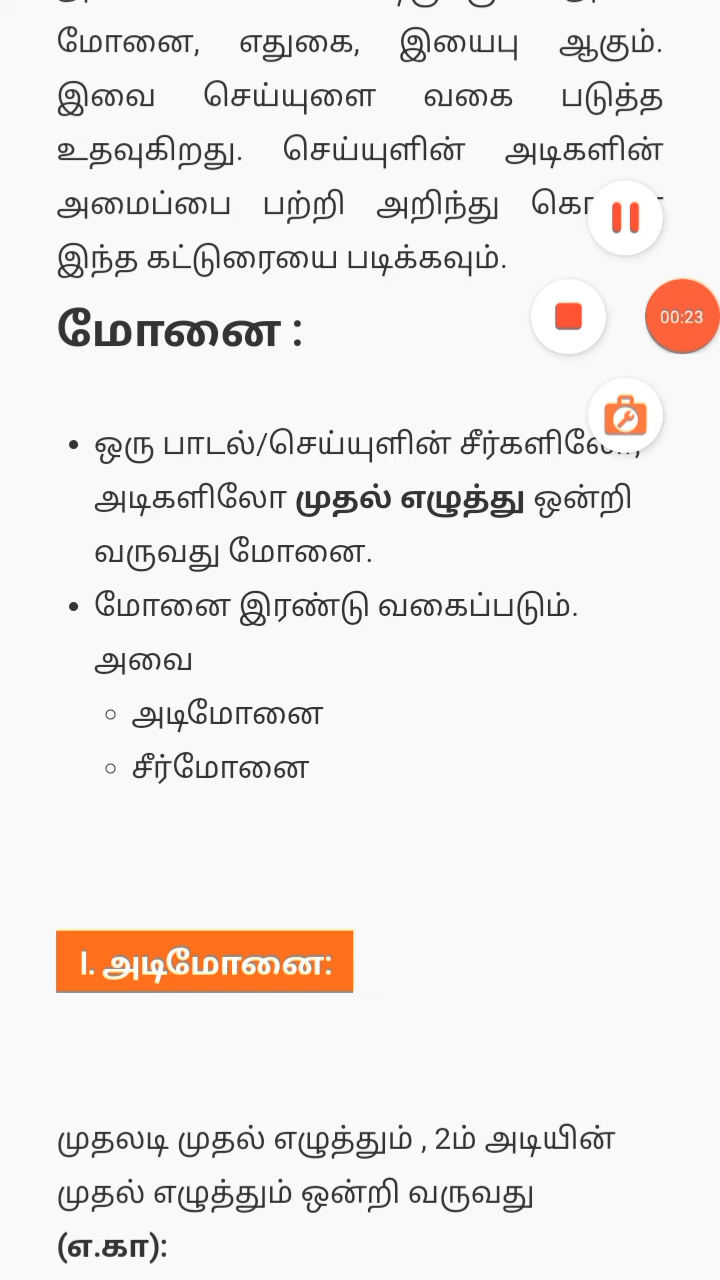 மோனை, எதுகை, இயைபு ஆகும்.
இவை செய்யுளை வகை படுத்த
உதவுகிறது. செய்யுளின் அடிகளின்
அமைப்பை பற்றி அறிந்து
இந்த கட்டுரையை படிக்கவும்.
மோனை :
00:23
• ஒரு பாடல்/செய்யுளின் சீர்களிலோ,
அடிகளிலோ முதல் எழுத்து ஒன்றி
வருவது மோனை.
• மோனை இரண்டு வகைப்படும்.
அவை
○ அடிமோனை
○ சீர்மோனை
I. அடிமோனை:
முதலடி முதல் எழுத்தும் , 2ம் அடியின்
முதல் எழுத்தும் ஒன்றி வருவது
(எ.கா):